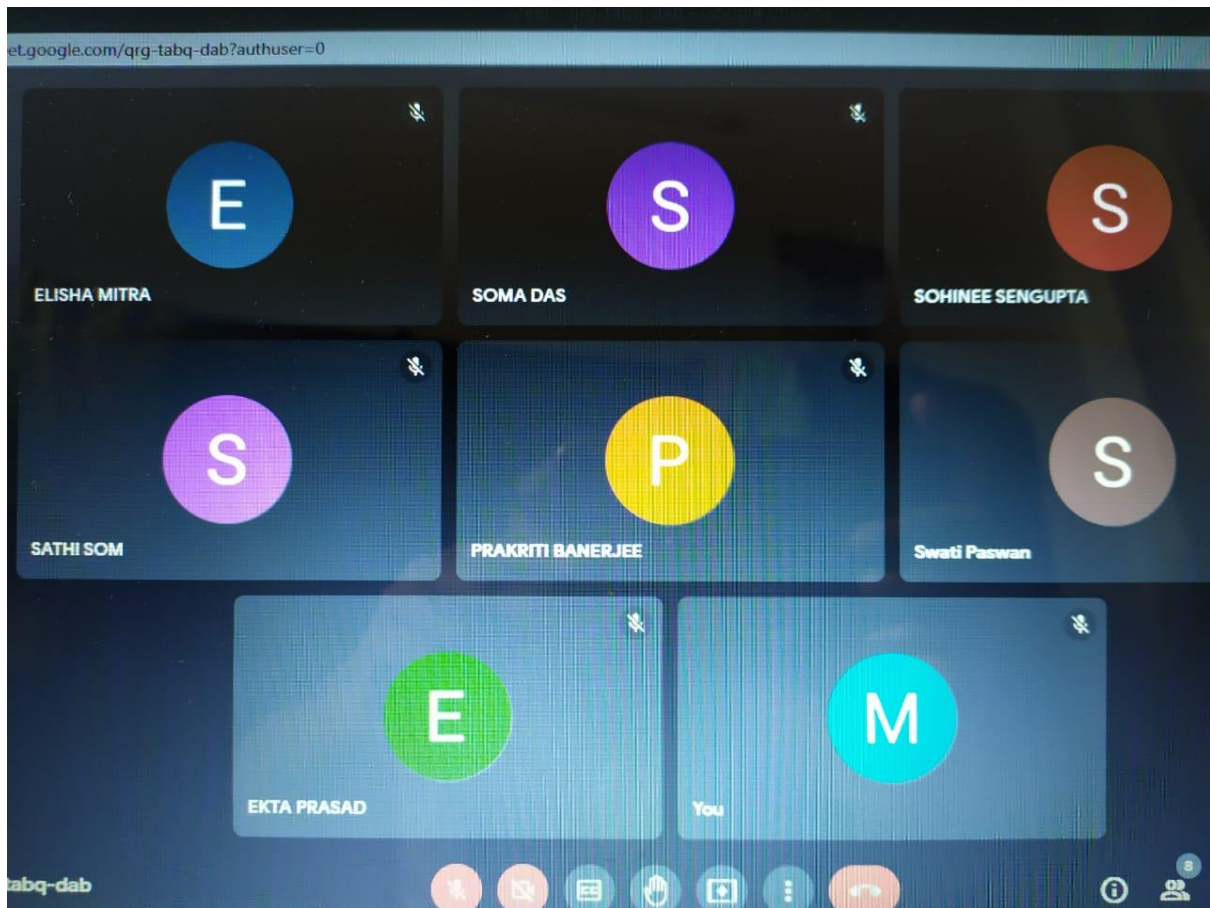 et.google.com/qrg-tabq-dab?authuser=0
E
S
S
ELISHA MITRA
SOMA DAS
SOHINEE SENGUPTA
S
P
S
SATHI SOM
PRAKRITI BANERJEE
Swati Paswan
E
M
EKTA PRASAD
You
8
tabq-dab
CC